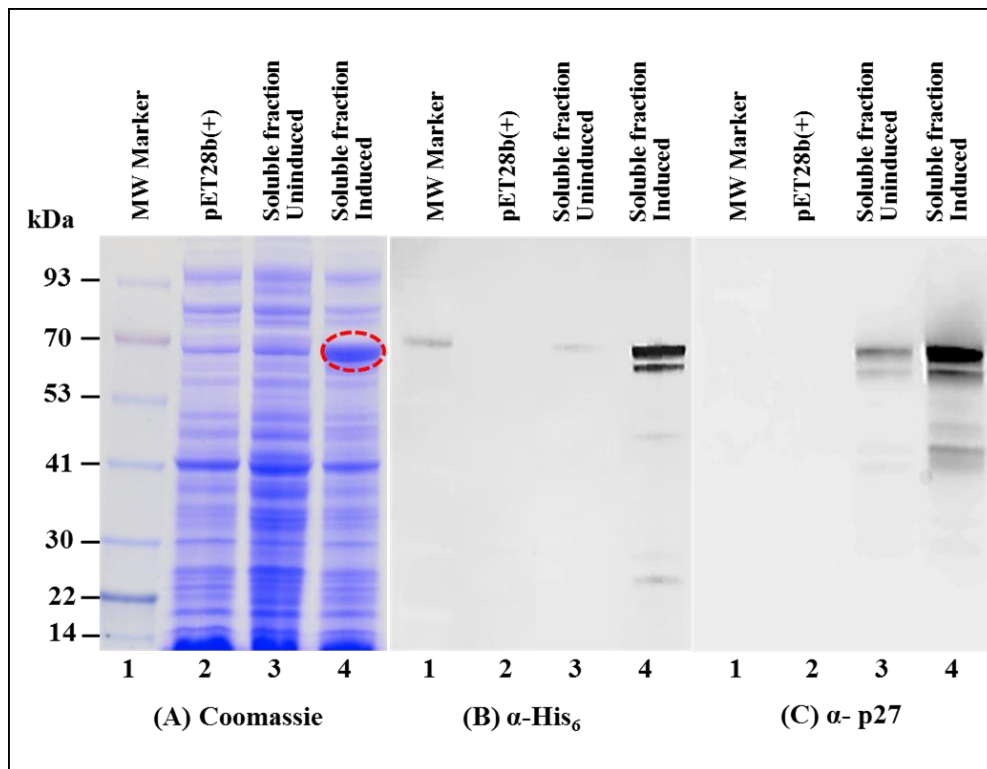 MW Marker
pET28b(+)
Soluble fraction
Uninduced
Soluble fraction
Induced
MW Marker
pET28b(+)
Soluble fraction
Uninduced
Soluble fraction
Induced
MW Marker
pET28b(+)
Soluble fraction
Uninduced
Soluble fraction
Induced
kDa
93
70
53
41
30
22
14
1 2 3 4 1 2 3 4 1 2 3 4
(A) Coomassie (B) α-His₆ (C) α- p27